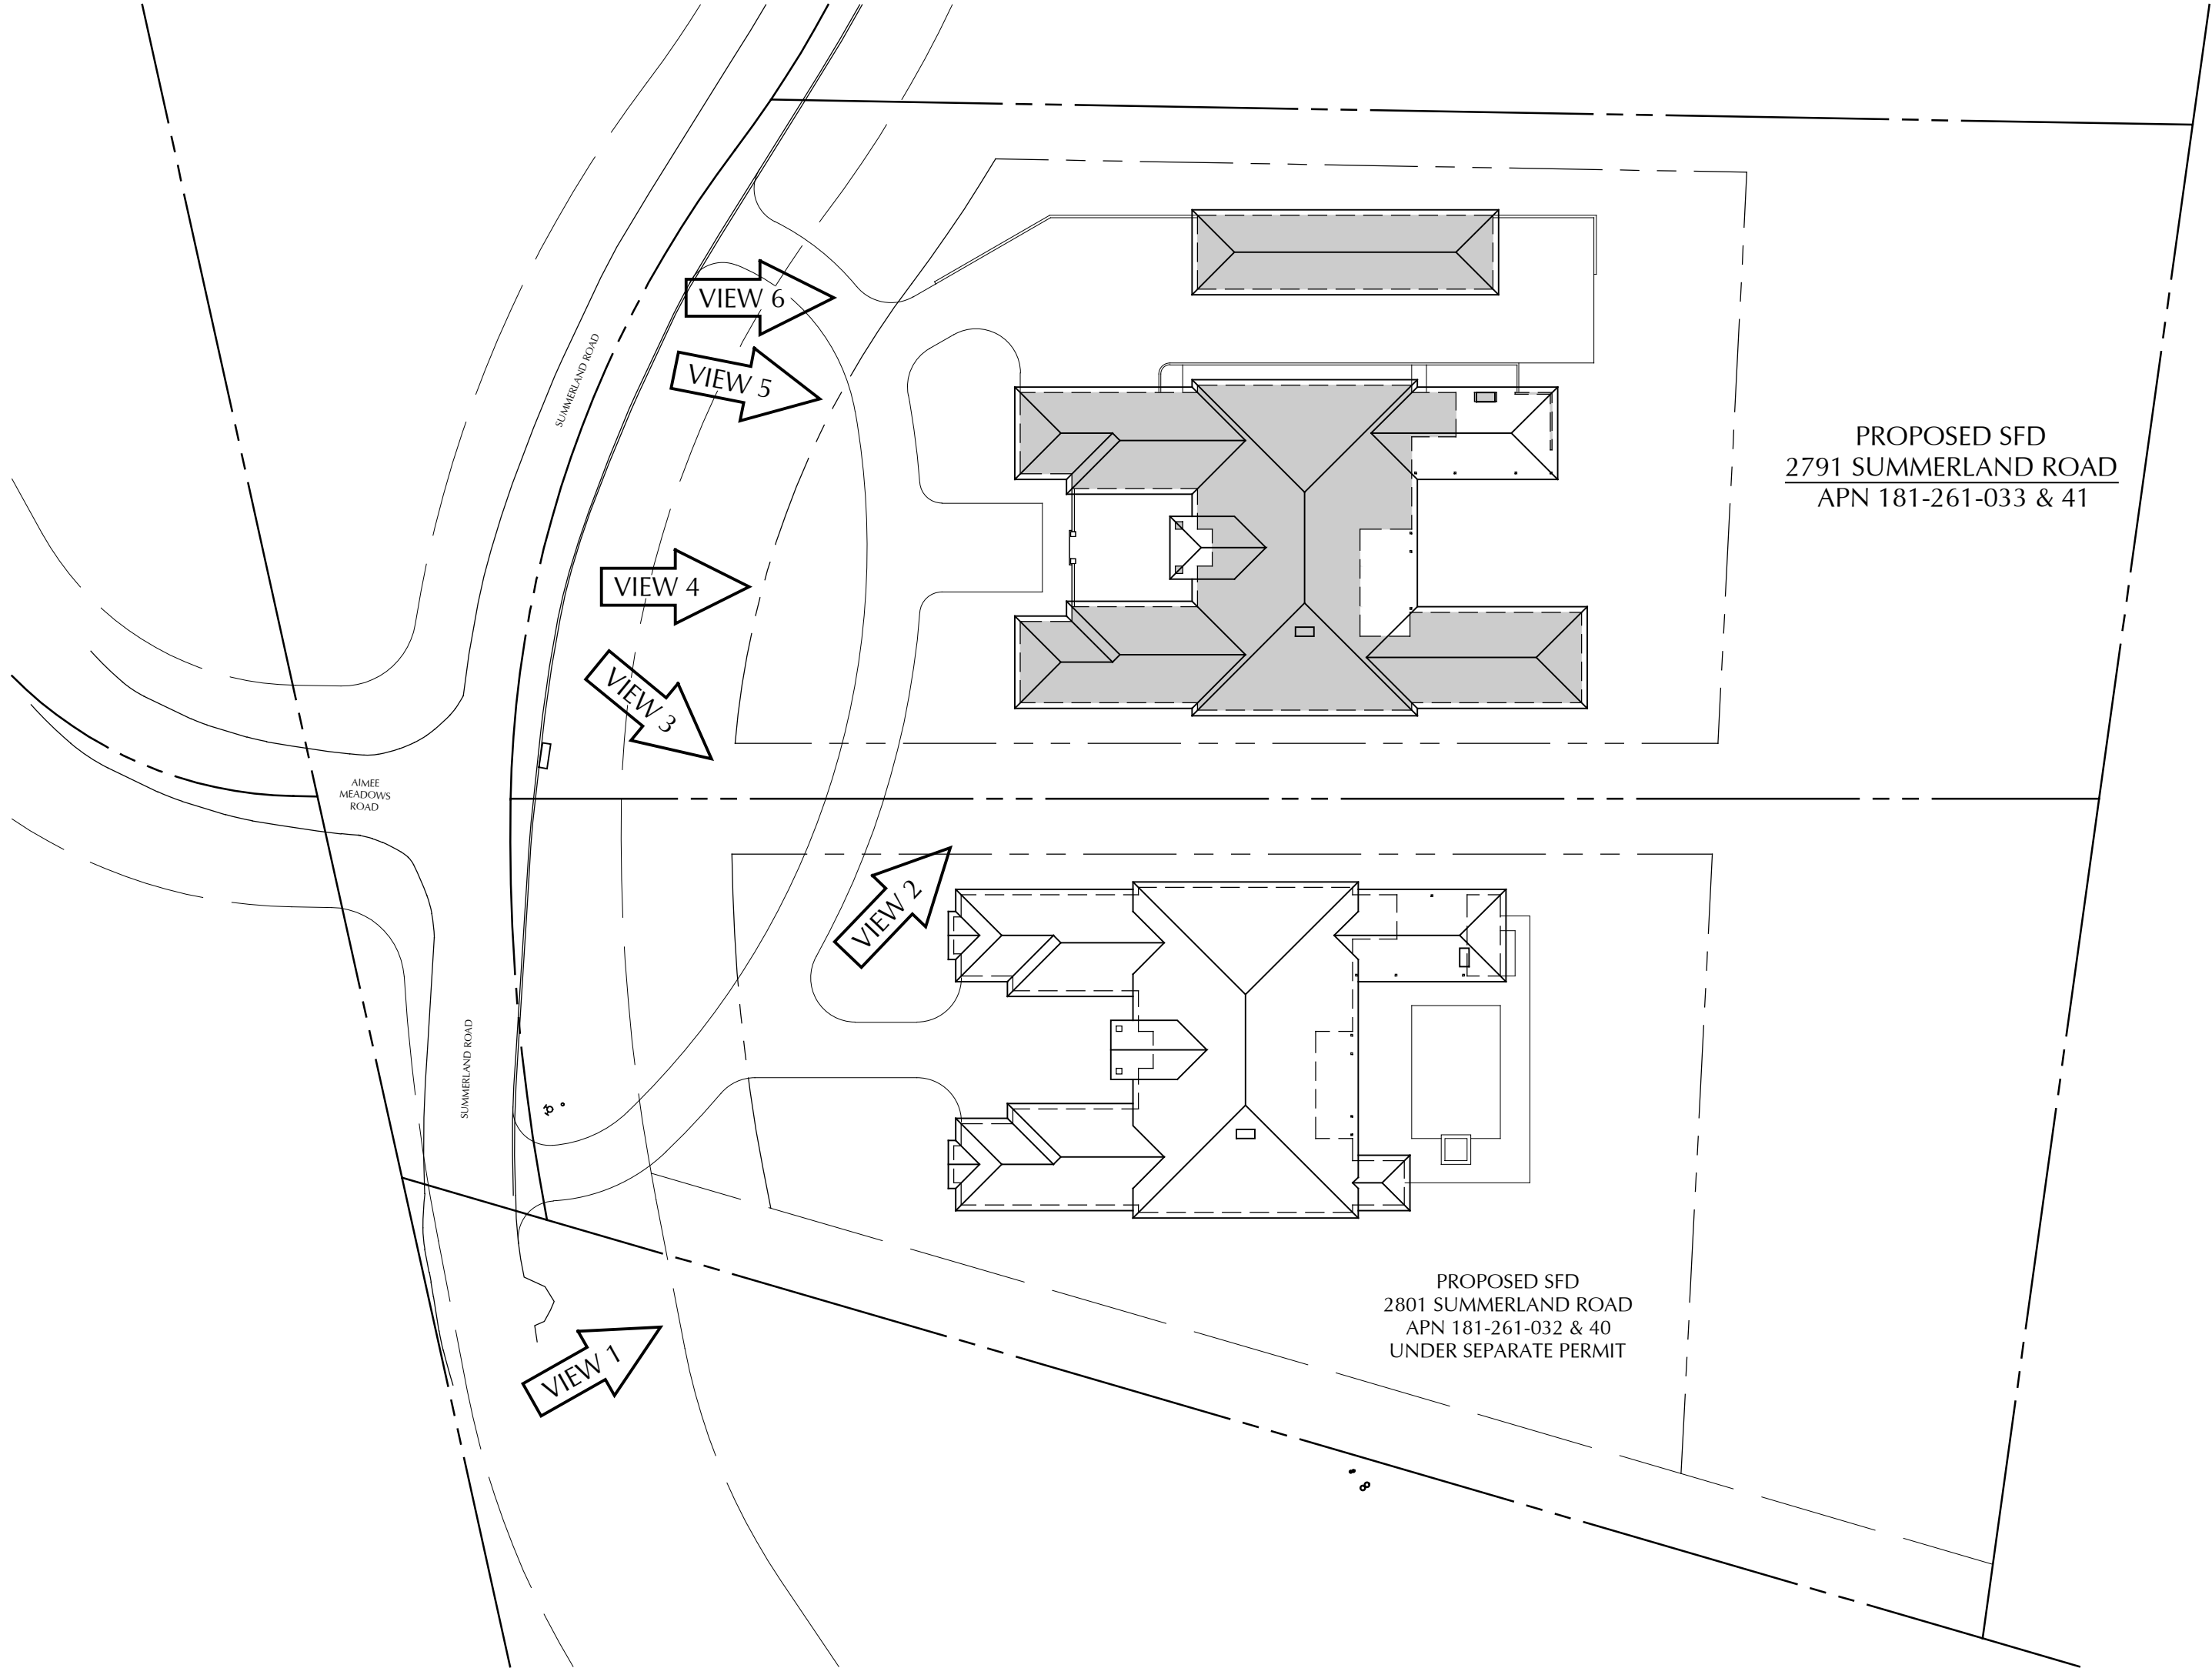 VIEW 6
VIEW 5
SUMMERLAND ROAD
PROPOSED SFD
2791 SUMMERLAND ROAD
APN 181-261-033 & 41
VIEW 4
VIEW 3
AIMEE
MEADOWS
ROAD
VIEW 2
SUMMERLAND ROAD
PROPOSED SFD
2801 SUMMERLAND ROAD
APN 181-261-032 & 40
UNDER SEPARATE PERMIT
VIEW 1